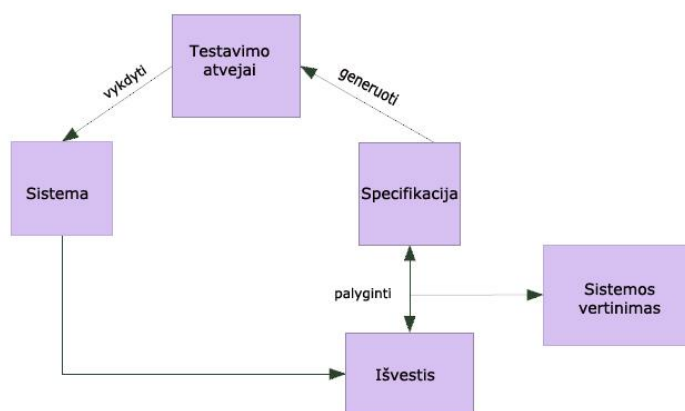 Testavimo
atvejai
vykdyti
generuoti
Sistema
Specifikacija
palyginti
Sistemos
vertinimas
Išvestis